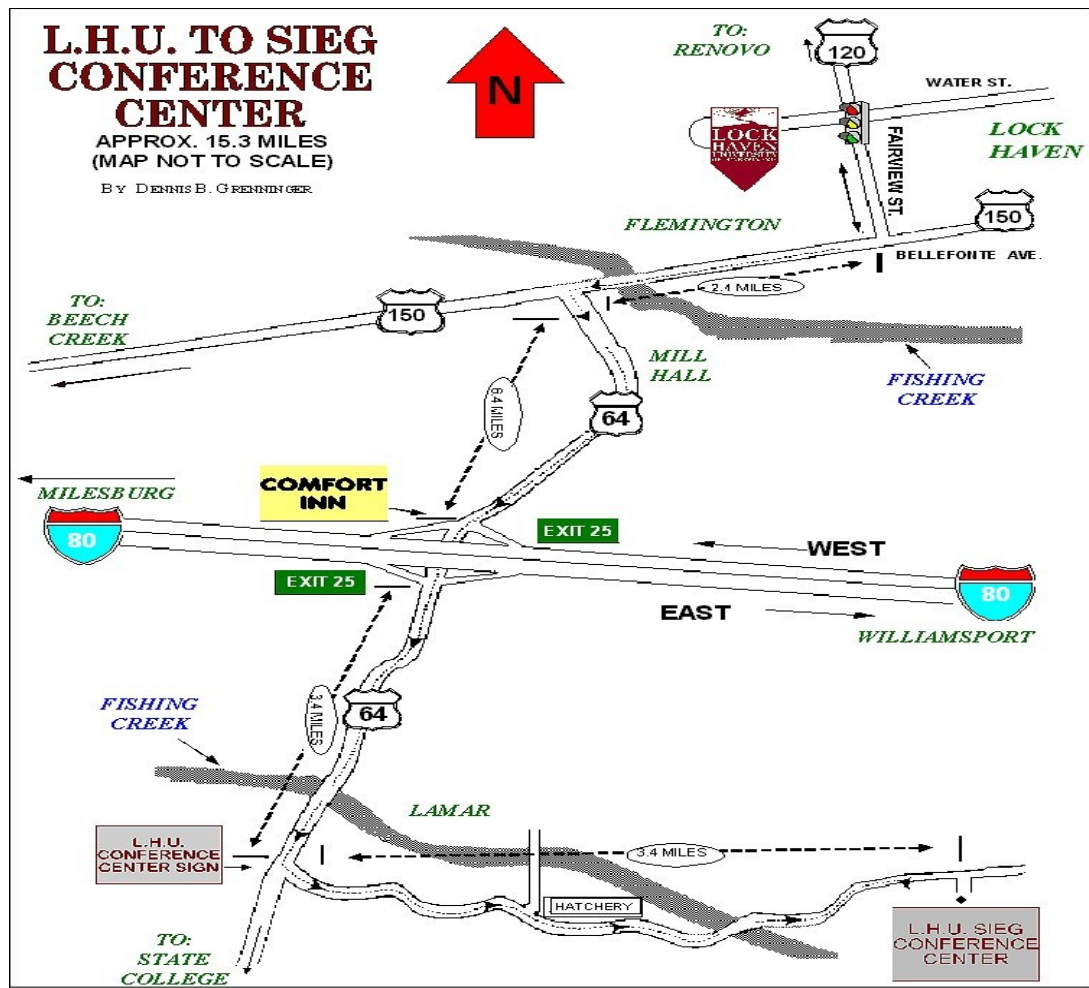 L.H.U. TO SIEG
CONFERENCE
CENTER
APPROX. 15.3 MILES
(MAP NOT TO SCALE)
BY DENNIS B. GRENNINGER
N
TO:
RENOVO
120
WATER ST.
LOCK
HAVEN
LOCK
HAVEN
FAIRVIEW ST.
FLEMINGTON
150
BELLEFONTE AVE.
2.4 MILES
TO:
BEECH
CREEK
150
MILL
HALL
FISHING
CREEK
6.4 MILES
64
COMFORT
INN
MILESBURG
80
EXIT 25
WEST
EXIT 25
EAST
80
WILLIAMSPORT
FISHING
CREEK
3.4 MILES
64
LAMAR
L.H.U.
CONFERENCE
CENTER SIGN
3.4 MILES
HATCHERY
L.H.U. SIEG
CONFERENCE
CENTER
TO:
STATE
COLLEGE